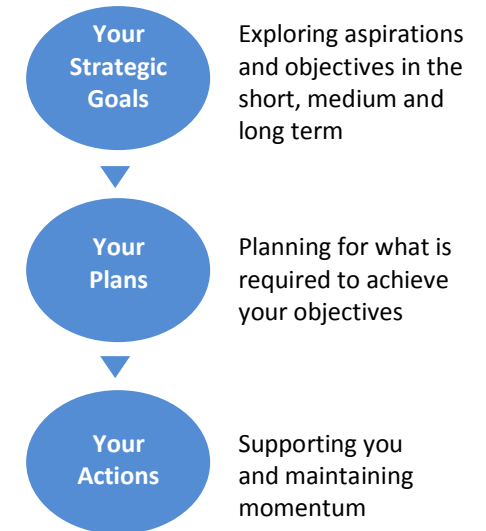 Your
Strategic
Goals
Exploring aspirations
and objectives in the
short, medium and
long term
Your
Plans
Planning for what is
required to achieve
your objectives
Your
Actions
Supporting you
and maintaining
momentum